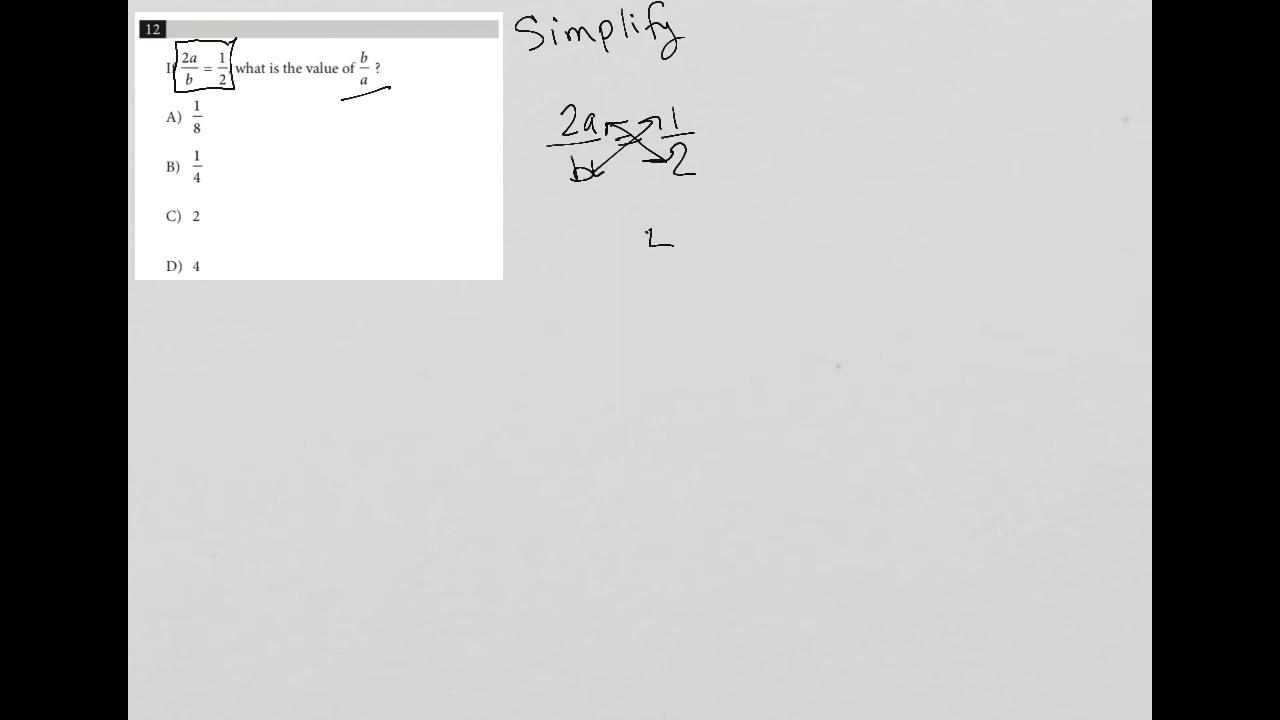 12
If 2a/b = 1/2, what is the value of b/a ?
A) 1/8
B) 1/4
C) 2
D) 4
Simplify
2a/b = 1/2